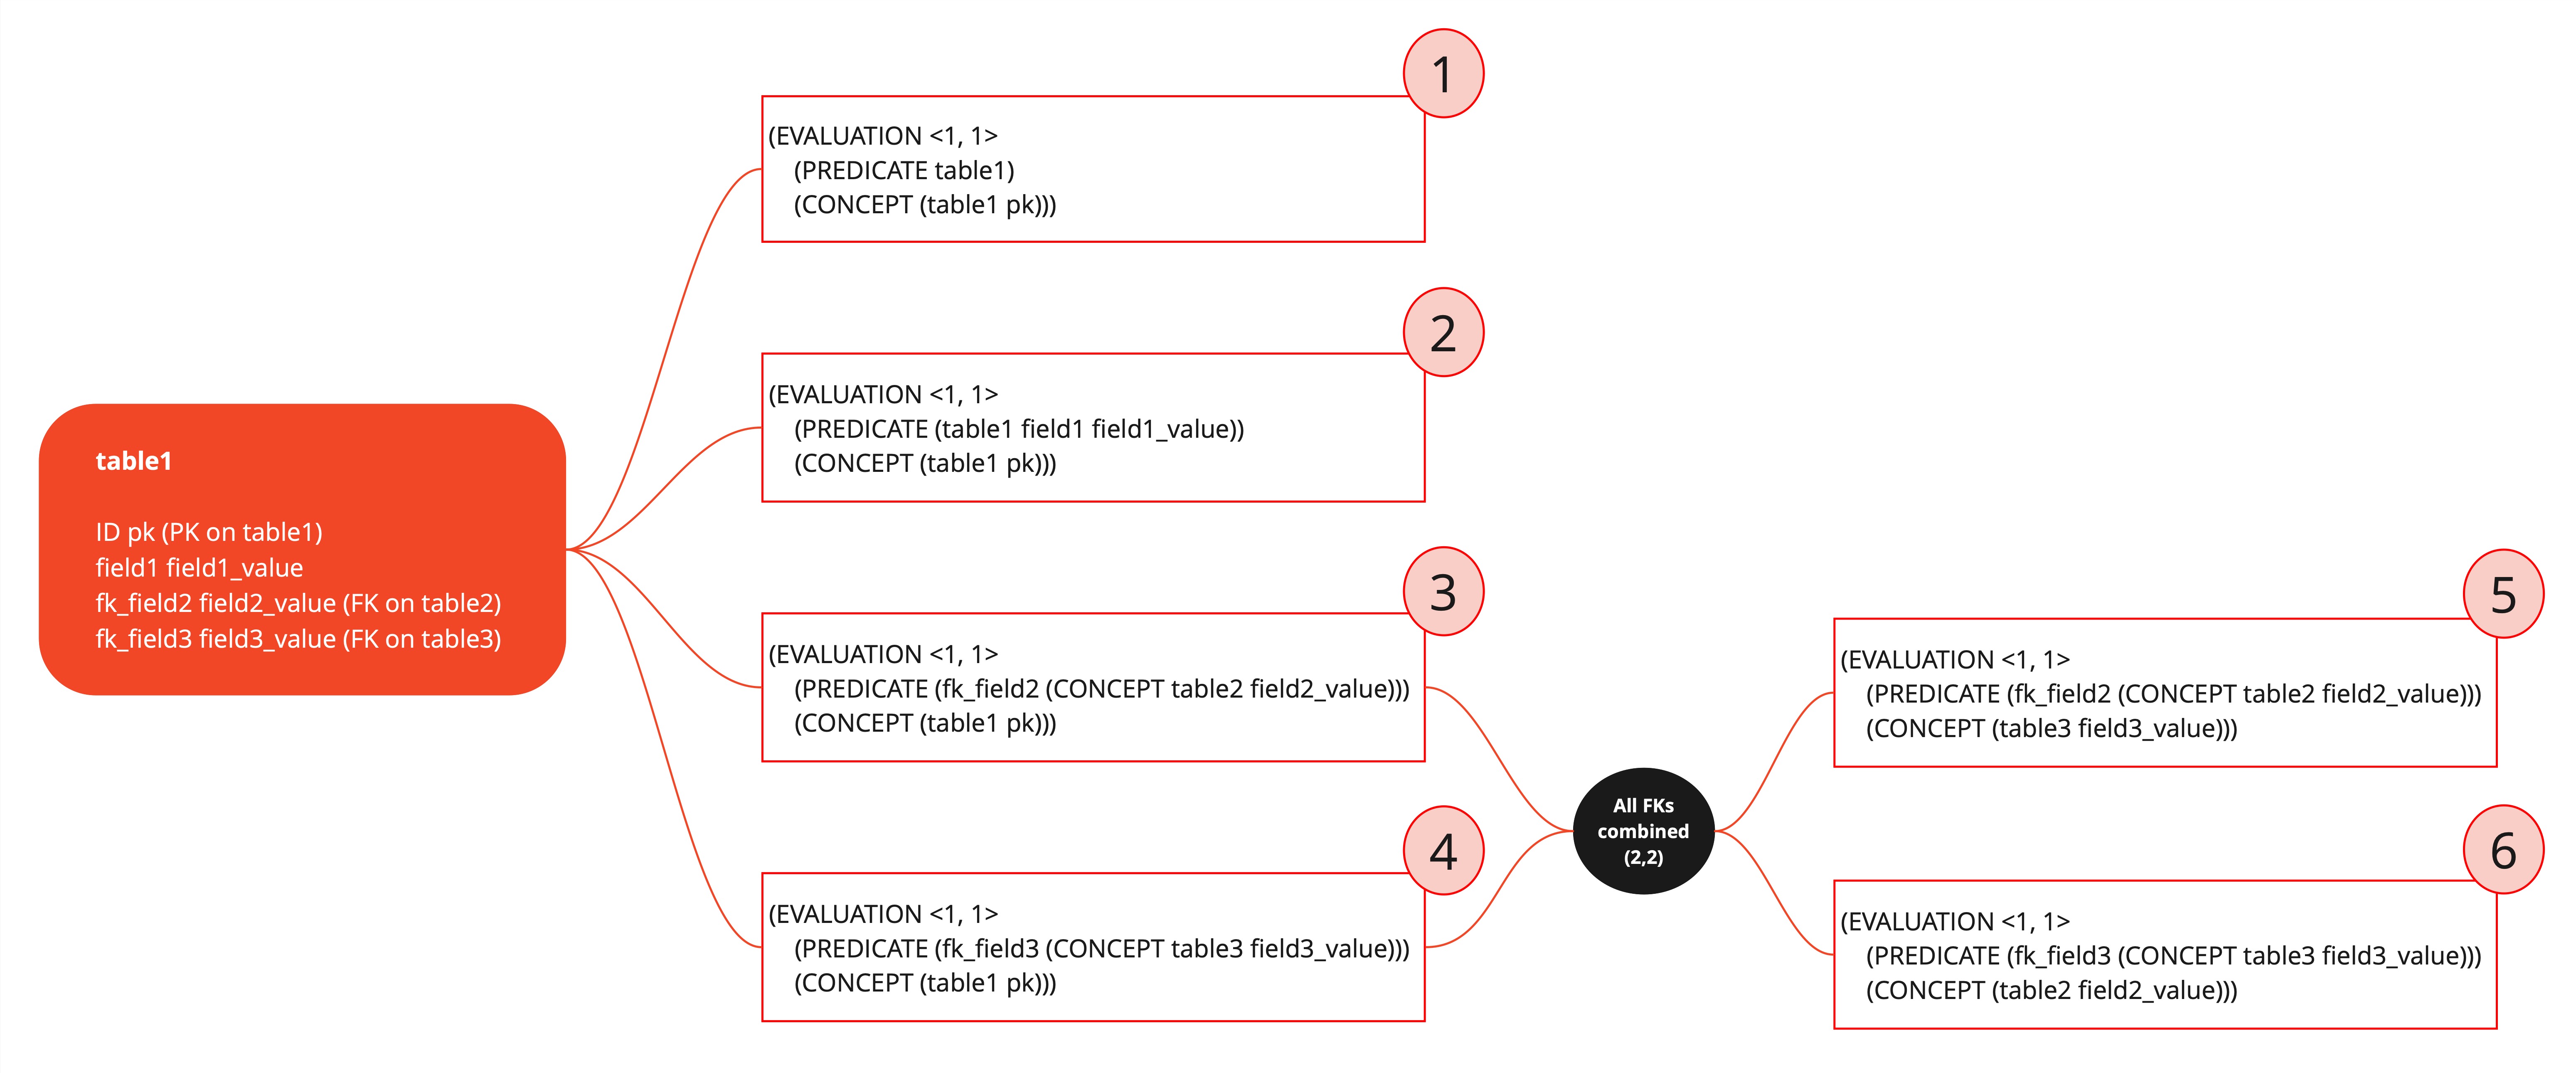 table1
ID pk (PK on table1)
field1 field1_value
fk_field2 field2_value (FK on table2)
fk_field3 field3_value (FK on table3)
1
(EVALUATION <1, 1>
(PREDICATE table1)
(CONCEPT (table1 pk)))
2
(EVALUATION <1, 1>
(PREDICATE (table1 field1 field1_value))
(CONCEPT (table1 pk)))
3
(EVALUATION <1, 1>
(PREDICATE (fk_field2 (CONCEPT table2 field2_value)))
(CONCEPT (table1 pk)))
4
(EVALUATION <1, 1>
(PREDICATE (fk_field3 (CONCEPT table3 field3_value)))
(CONCEPT (table1 pk)))
All FKs
combined
(2,2)
5
(EVALUATION <1, 1>
(PREDICATE (fk_field2 (CONCEPT table2 field2_value)))
(CONCEPT (table3 field3_value)))
6
(EVALUATION <1, 1>
(PREDICATE (fk_field3 (CONCEPT table3 field3_value)))
(CONCEPT (table2 field2_value)))